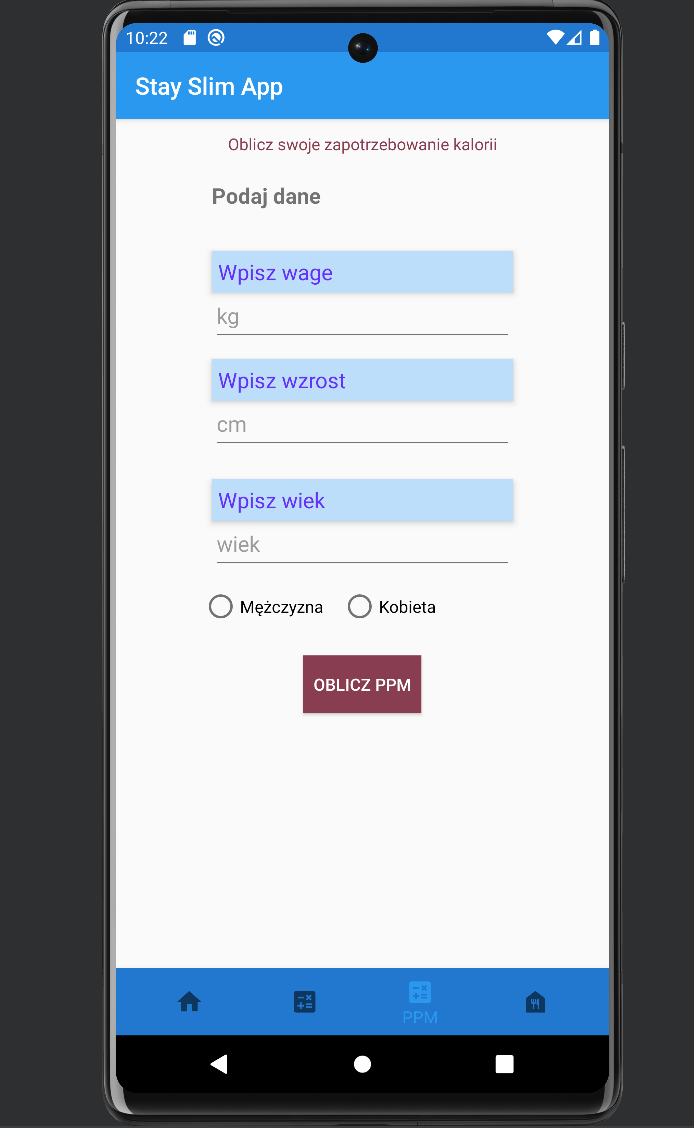 10:22
Stay Slim App
Oblicz swoje zapotrzebowanie kalorii
Podaj dane
Wpisz wage
kg
Wpisz wzrost
cm
Wpisz wiek
wiek
Mężczyzna Kobieta
OBLICZ PPM
PPM